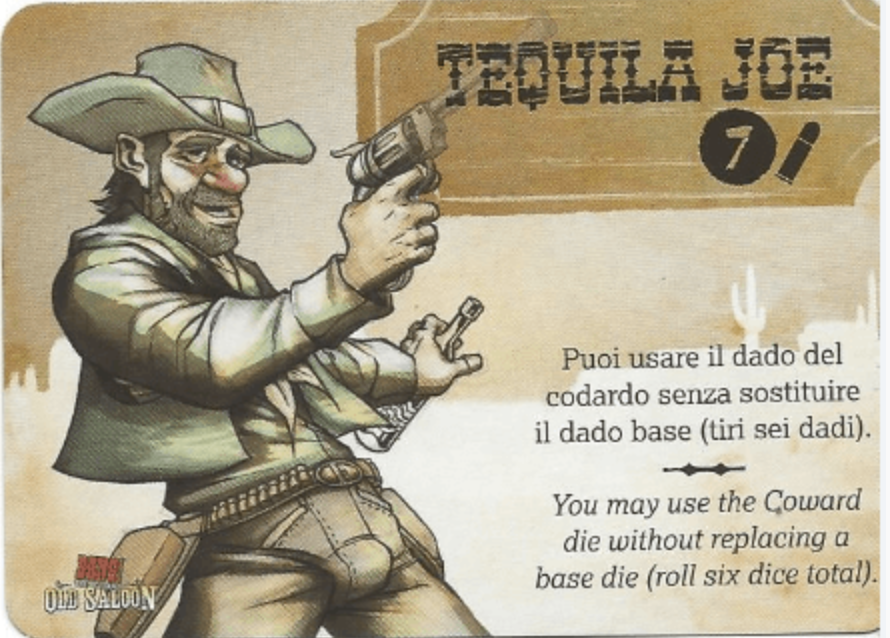 TEQUILA JOE
7
Puoi usare il dado del
codardo senza sostituire
il dado base (tiri sei dadi).
You may use the Coward
die without replacing a
base die (roll six dice total).
BANG!
OLD SALOON